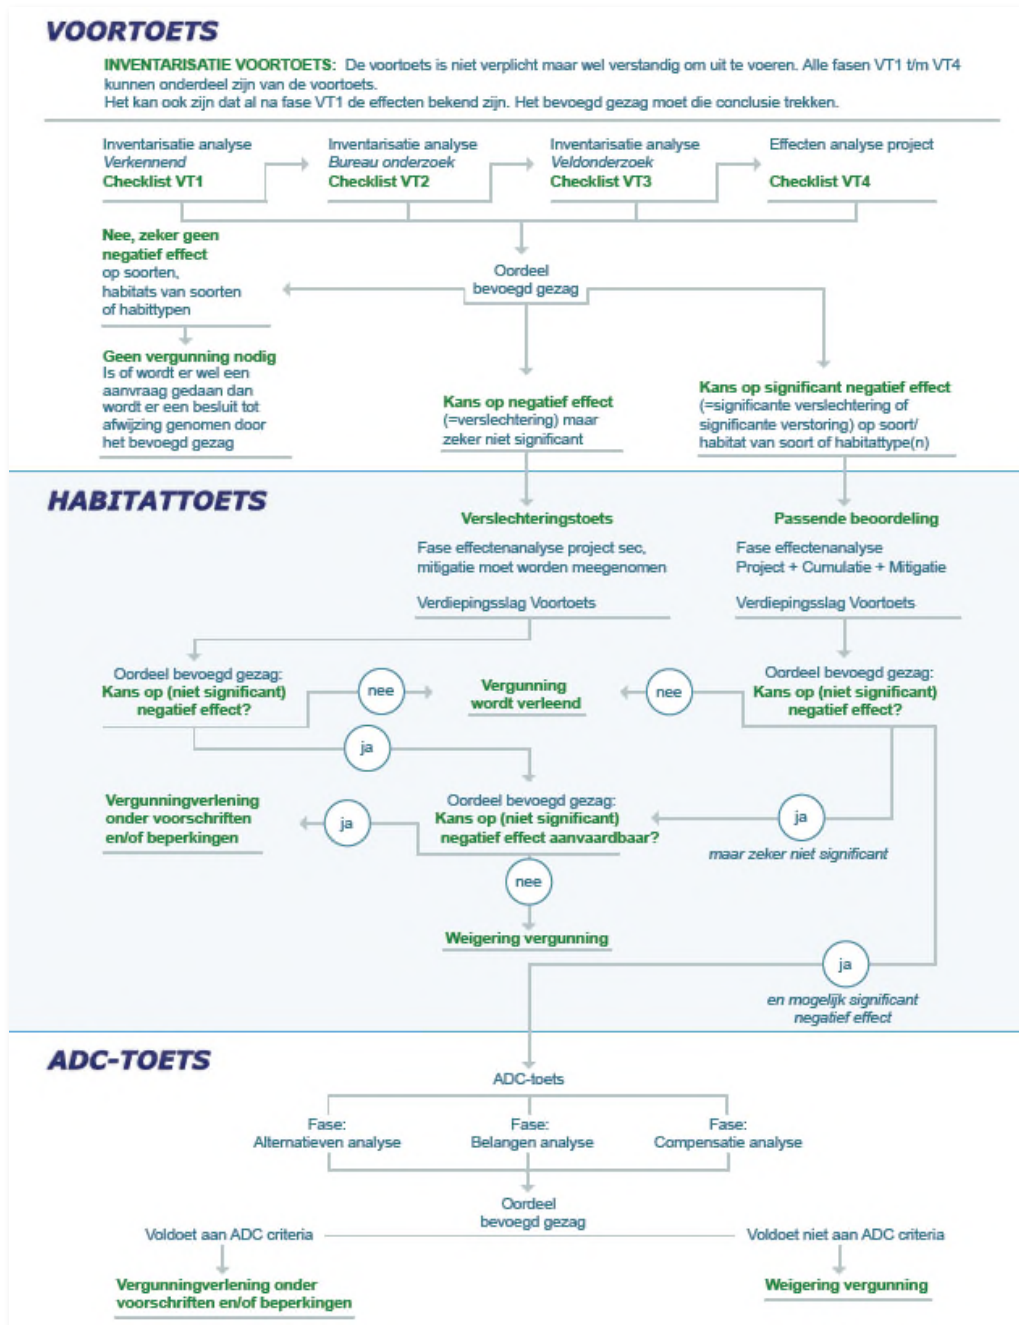 VOORTOETS
INVENTARISATIE VOORTOETS: De voortoets is niet verplicht maar wel verstandig om uit te voeren. Alle fasen VT1 t/m VT4
kunnen onderdeel zijn van de voortoets.
Het kan ook zijn dat al na fase VT1 de effecten bekend zijn. Het bevoegd gezag moet die conclusie trekken.
Inventarisatie analyse
Verkennend
Checklist VT1
Inventarisatie analyse
Bureau onderzoek
Checklist VT2
Inventarisatie analyse
Veldonderzoek
Checklist VT3
Effecten analyse project
Checklist VT4
Nee, zeker geen
negatief effect
op soorten,
habitats van soorten
of habittypen
Oordeel
bevoegd gezag
Geen vergunning nodig
Is of wordt er wel een
aanvraag gedaan dan
wordt er een besluit tot
afwijzing genomen door
het bevoegd gezag
Kans op negatief effect
(=verslechtering) maar
zeker niet significant
Kans op significant negatief effect
(=significante verslechtering of
significante verstoring) op soort/
habitat van soort of habitattype(n)
HABITATTOETS
Verslechteringstoets
Fase effectenanalyse project sec,
mitigatie moet worden meegenomen
Verdiepingsslag Voortoets
Passende beoordeling
Fase effectenanalyse
Project + Cumulatie + Mitigatie
Verdiepingsslag Voortoets
Oordeel bevoegd gezag:
Kans op (niet significant)
negatief effect?
nee
Vergunning
wordt verleend
nee
Oordeel bevoegd gezag:
Kans op (niet significant)
negatief effect?
ja
Vergunningverlening
onder voorschriften
en/of beperkingen
ja
Oordeel bevoegd gezag:
Kans op (niet significant)
negatief effect aanvaardbaar?
ja
maar zeker niet significant
nee
Weigering vergunning
ja
en mogelijk significant
negatief effect
ADC-TOETS
ADC-toets
Fase:
Alternatieven analyse
Fase:
Belangen analyse
Fase:
Compensatie analyse
Oordeel
bevoegd gezag
Voldoet aan ADC criteria
Voldoet niet aan ADC criteria
Vergunningverlening onder
voorschriften en/of beperkingen
Weigering vergunning